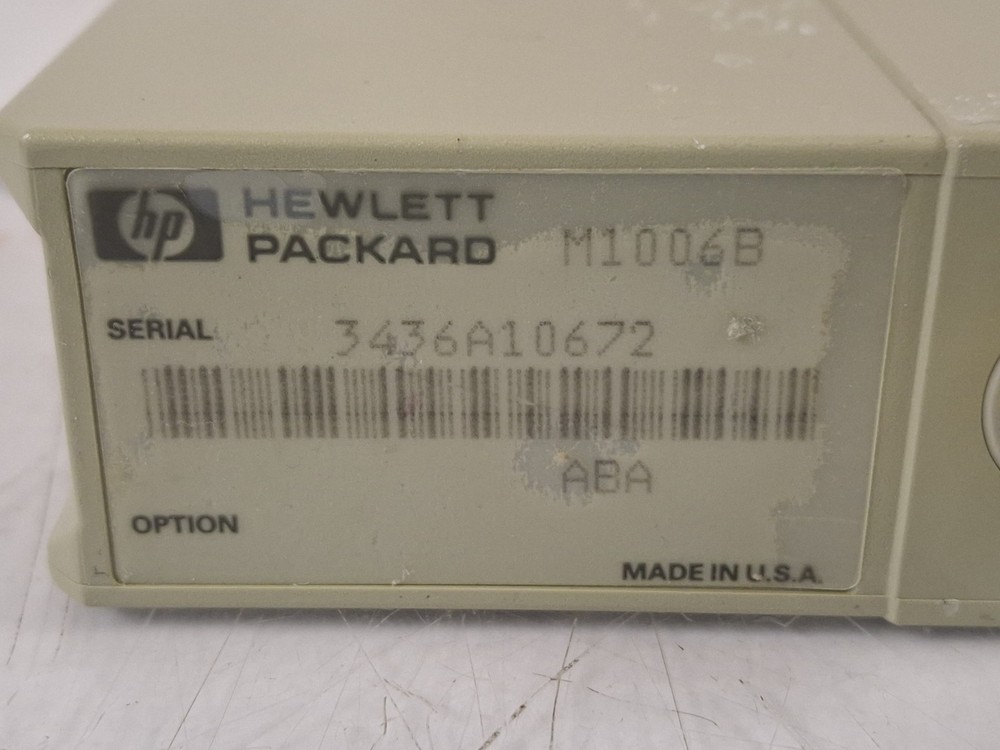 hp HEWLETT
PACKARD M1006B
SERIAL 3436A10672
ABA
OPTION
MADE IN U.S.A.